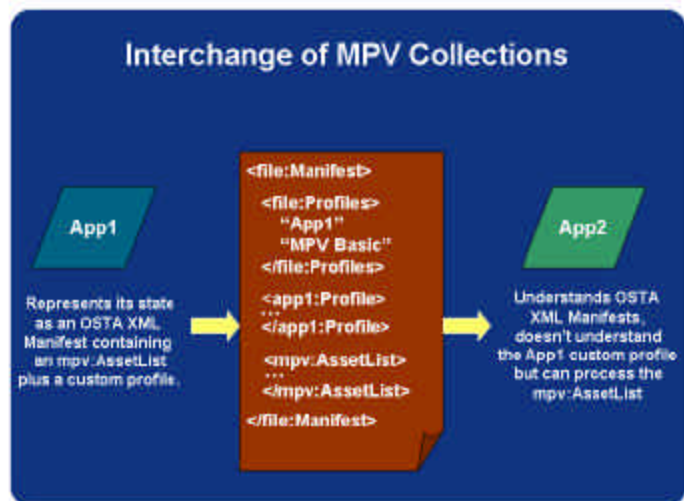 Interchange of MPV Collections
App1
Represents its state
as an OSTA XML
Manifest containing
an mpv:AssetList
plus a custom profile.
<file:Manifest>
<file:Profiles>
“App1”
“MPV Basic”
</file:Profiles>
<app1:Profile>
...
</app1:Profile>
<mpv:AssetList>
...
</mpv:AssetList>
</file:Manifest>
App2
Understands OSTA
XML Manifests,
doesn't understand
the App1 custom profile
but can process the
mpv:AssetList